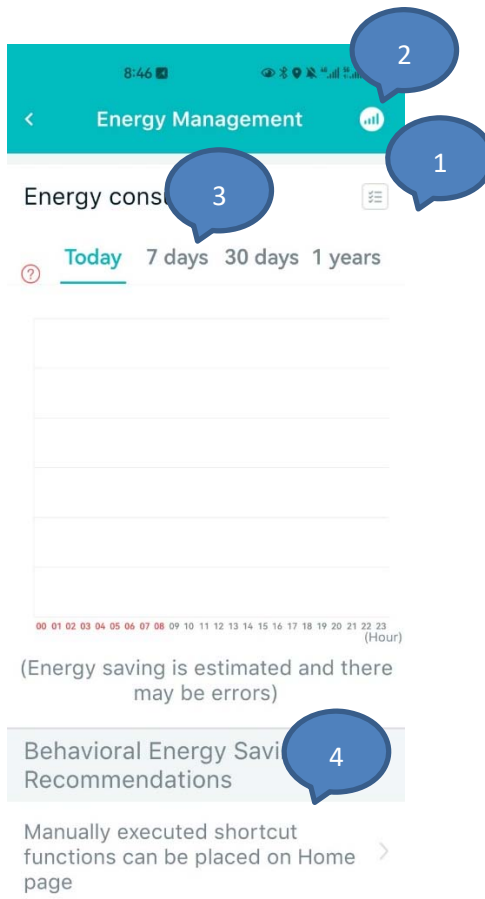 2
8:46
Energy Management
1
Energy cons
3
Today 7 days 30 days 1 years
?
00 01 02 03 04 05 06 07 08 09 10 11 12 13 14 15 16 17 18 19 20 21 22 23
(Hour)
(Energy saving is estimated and there
may be errors)
Behavioral Energy Savi
4
Recommendations
Manually executed shortcut
functions can be placed on Home
page